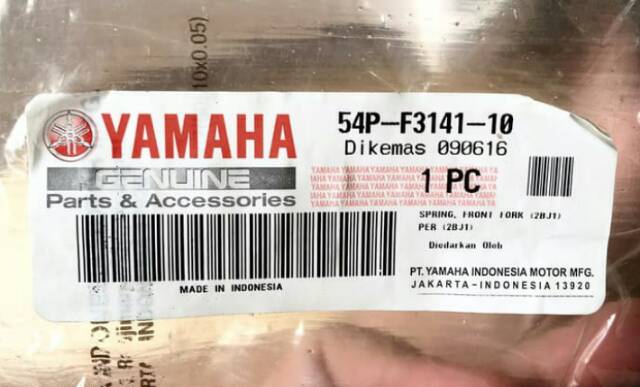 10x0.05)
YAMAHA
GENUINE
Parts & Accessories
54P-F3141-10
Dikemas 090616
1 PC
SPRING, FRONT FORK (2BJ1)
PER (2BJ1)
Diedarkan Oleh
MADE IN INDONESIA
PT. YAMAHA INDONESIA MOTOR MFG.
JAKARTA-INDONESIA 13920